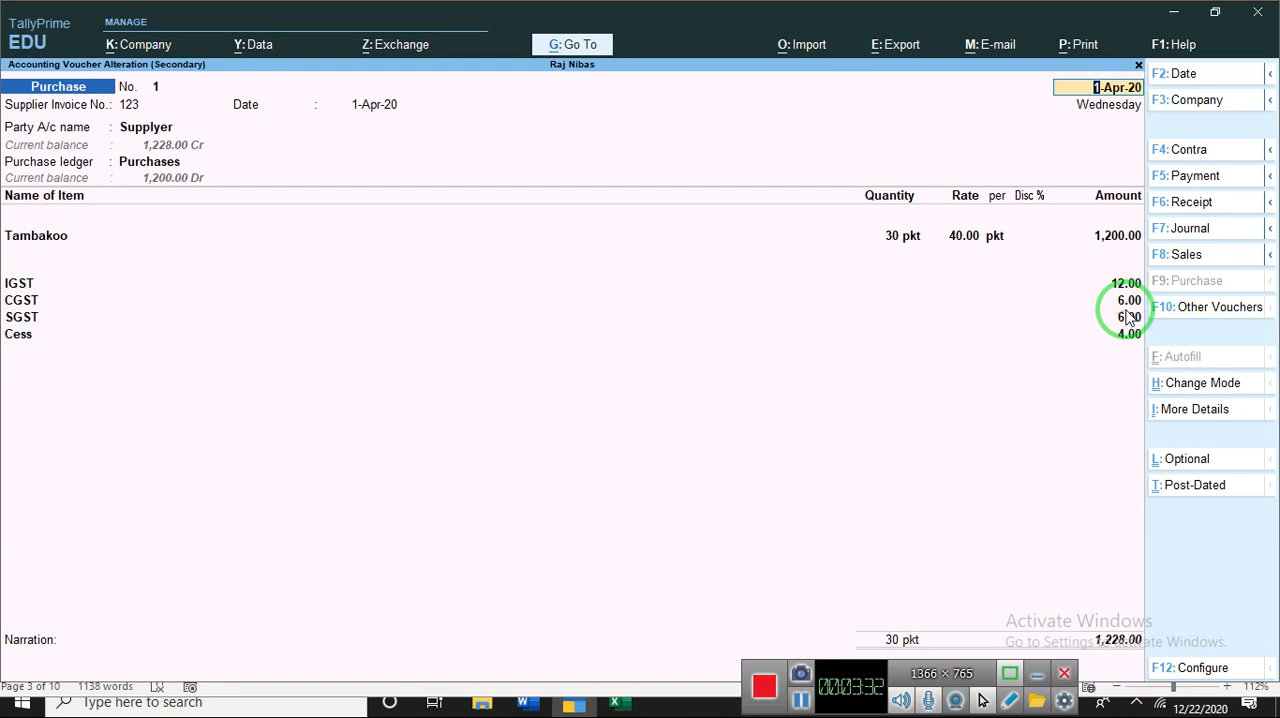 TallyPrime
EDU
MANAGE
K: Company
Y: Data
Z: Exchange
G: Go To
O: Import
E: Export
M: E-mail
P: Print
F1: Help
Accounting Voucher Alteration (Secondary)
Raj Nibas
Purchase No. 1
1-Apr-20
Supplier Invoice No.: 123 Date : 1-Apr-20
Wednesday
Party A/c name : Supplyer
Current balance : 1,228.00 Cr
Purchase ledger : Purchases
Current balance : 1,200.00 Dr
Name of Item Quantity Rate per Disc % Amount
Tambakoo 30 pkt 40.00 pkt 1,200.00
IGST 12.00
CGST 6.00
SGST
Cess 4.00
Narration: 30 pkt 1,228.00
F2: Date
F3: Company
F4: Contra
F5: Payment
F6: Receipt
F7: Journal
F8: Sales
F9: Purchase
F10: Other Vouchers
F: Autofill
H: Change Mode
I: More Details
L: Optional
T: Post-Dated
F12: Configure
Activate Windows
Go to Settings to activate Windows.
00:03:32
1366 × 765
Page 3 of 10 1138 words
112%
Type here to search
12/22/2020